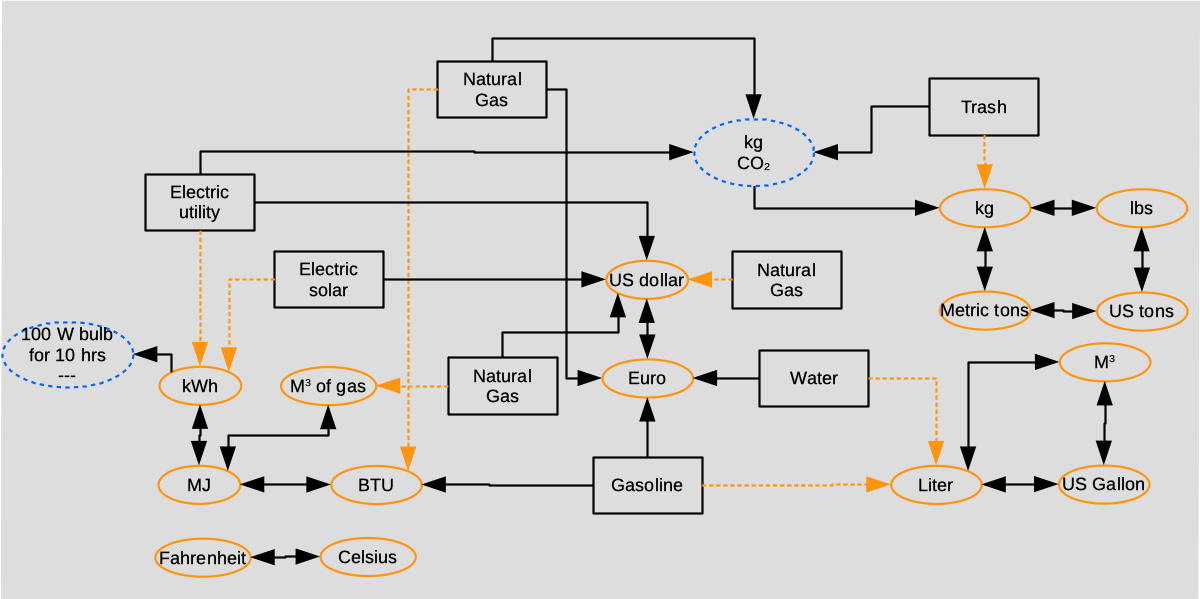 Natural
Gas
Trash
kg
CO₂
Electric
utility
kg
lbs
Electric
solar
US dollar
Natural
Gas
Metric tons
US tons
100 W bulb
for 10 hrs
---
kWh
M³ of gas
Natural
Gas
Euro
Water
M³
MJ
BTU
Gasoline
Liter
US Gallon
Fahrenheit
Celsius